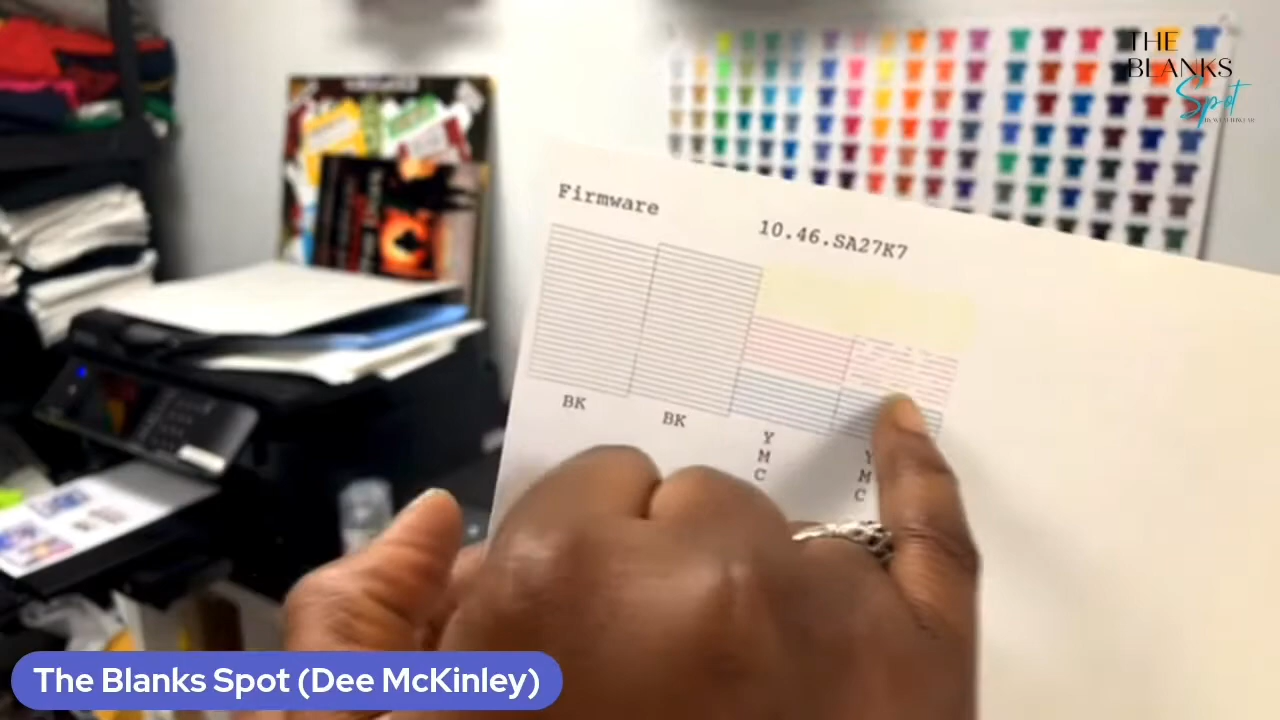 THE
BLANKS
Spot
Firmware
10.46.SA27K7
BK
BK
Y
M
C
Y
M
C
The Blanks Spot (Dee McKinley)